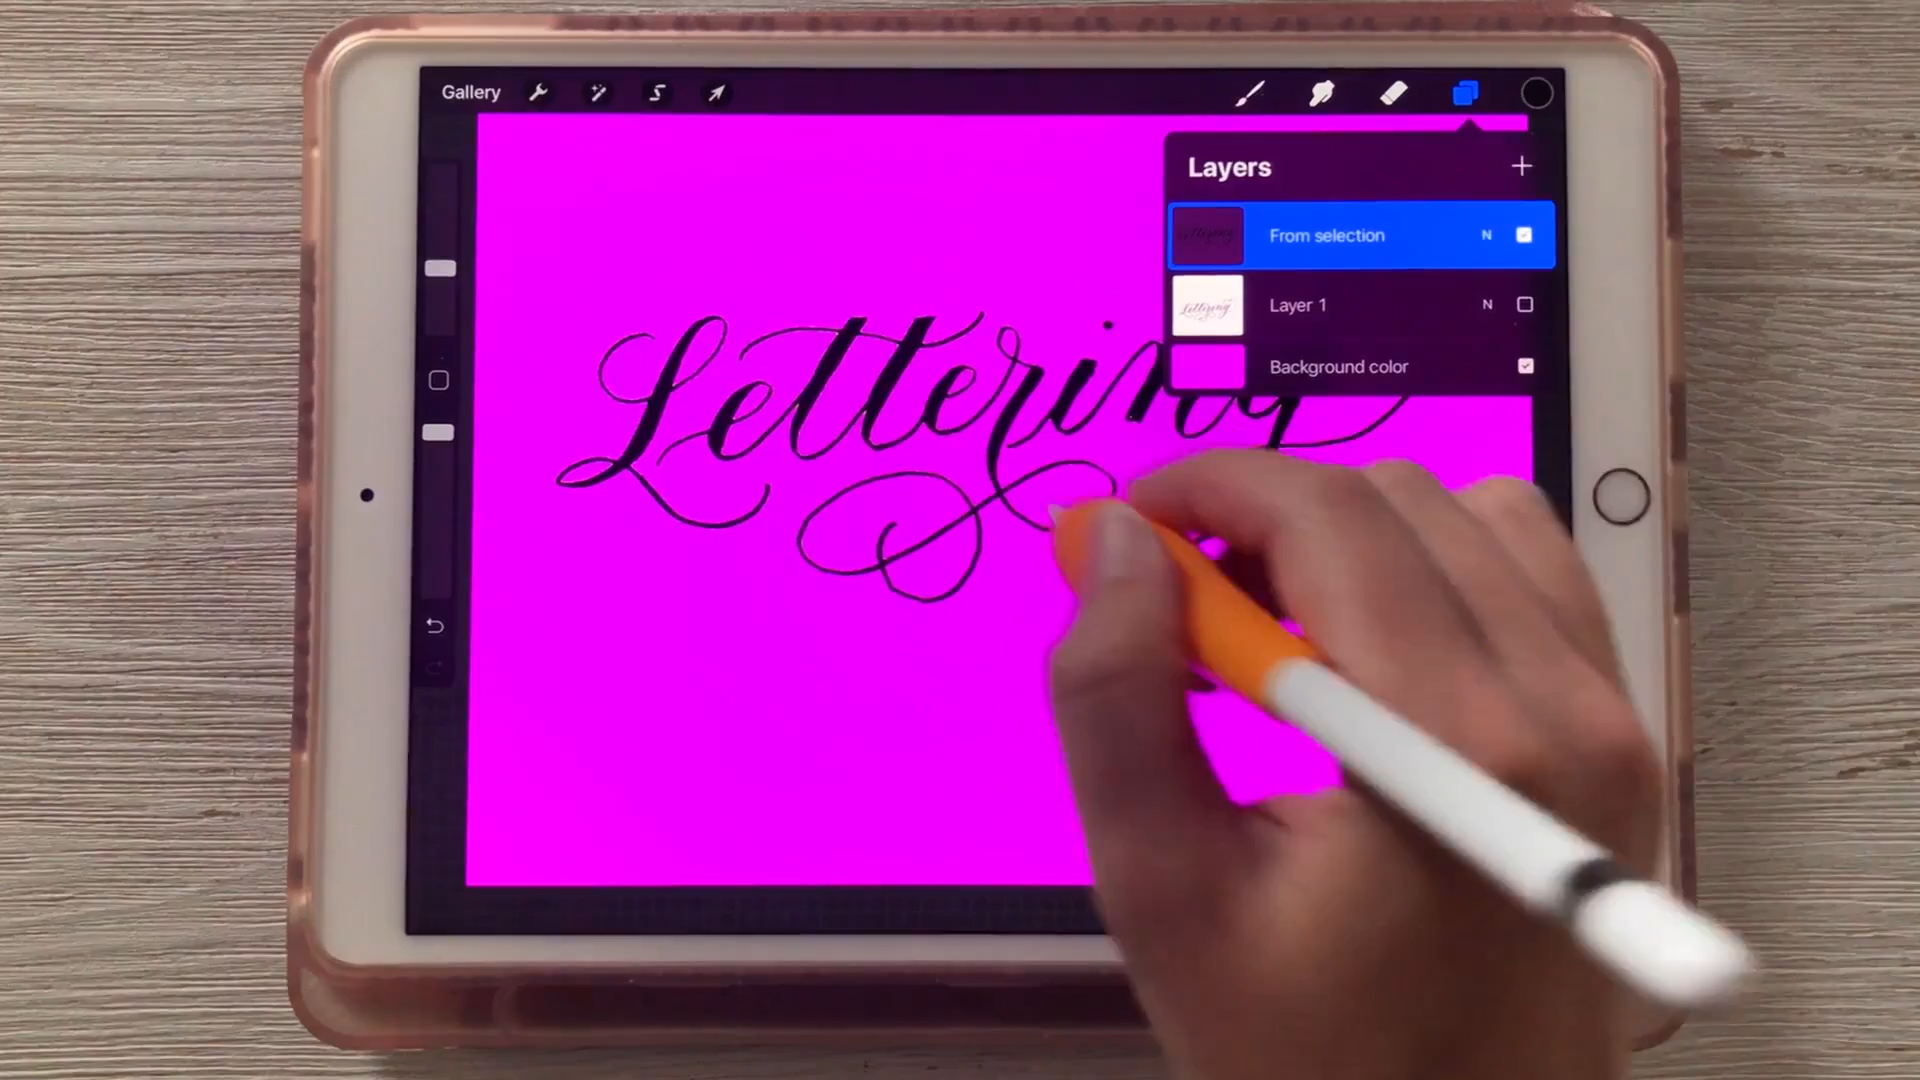 Gallery
Layers
From selection N
Layer 1 N
Background color
Lettering